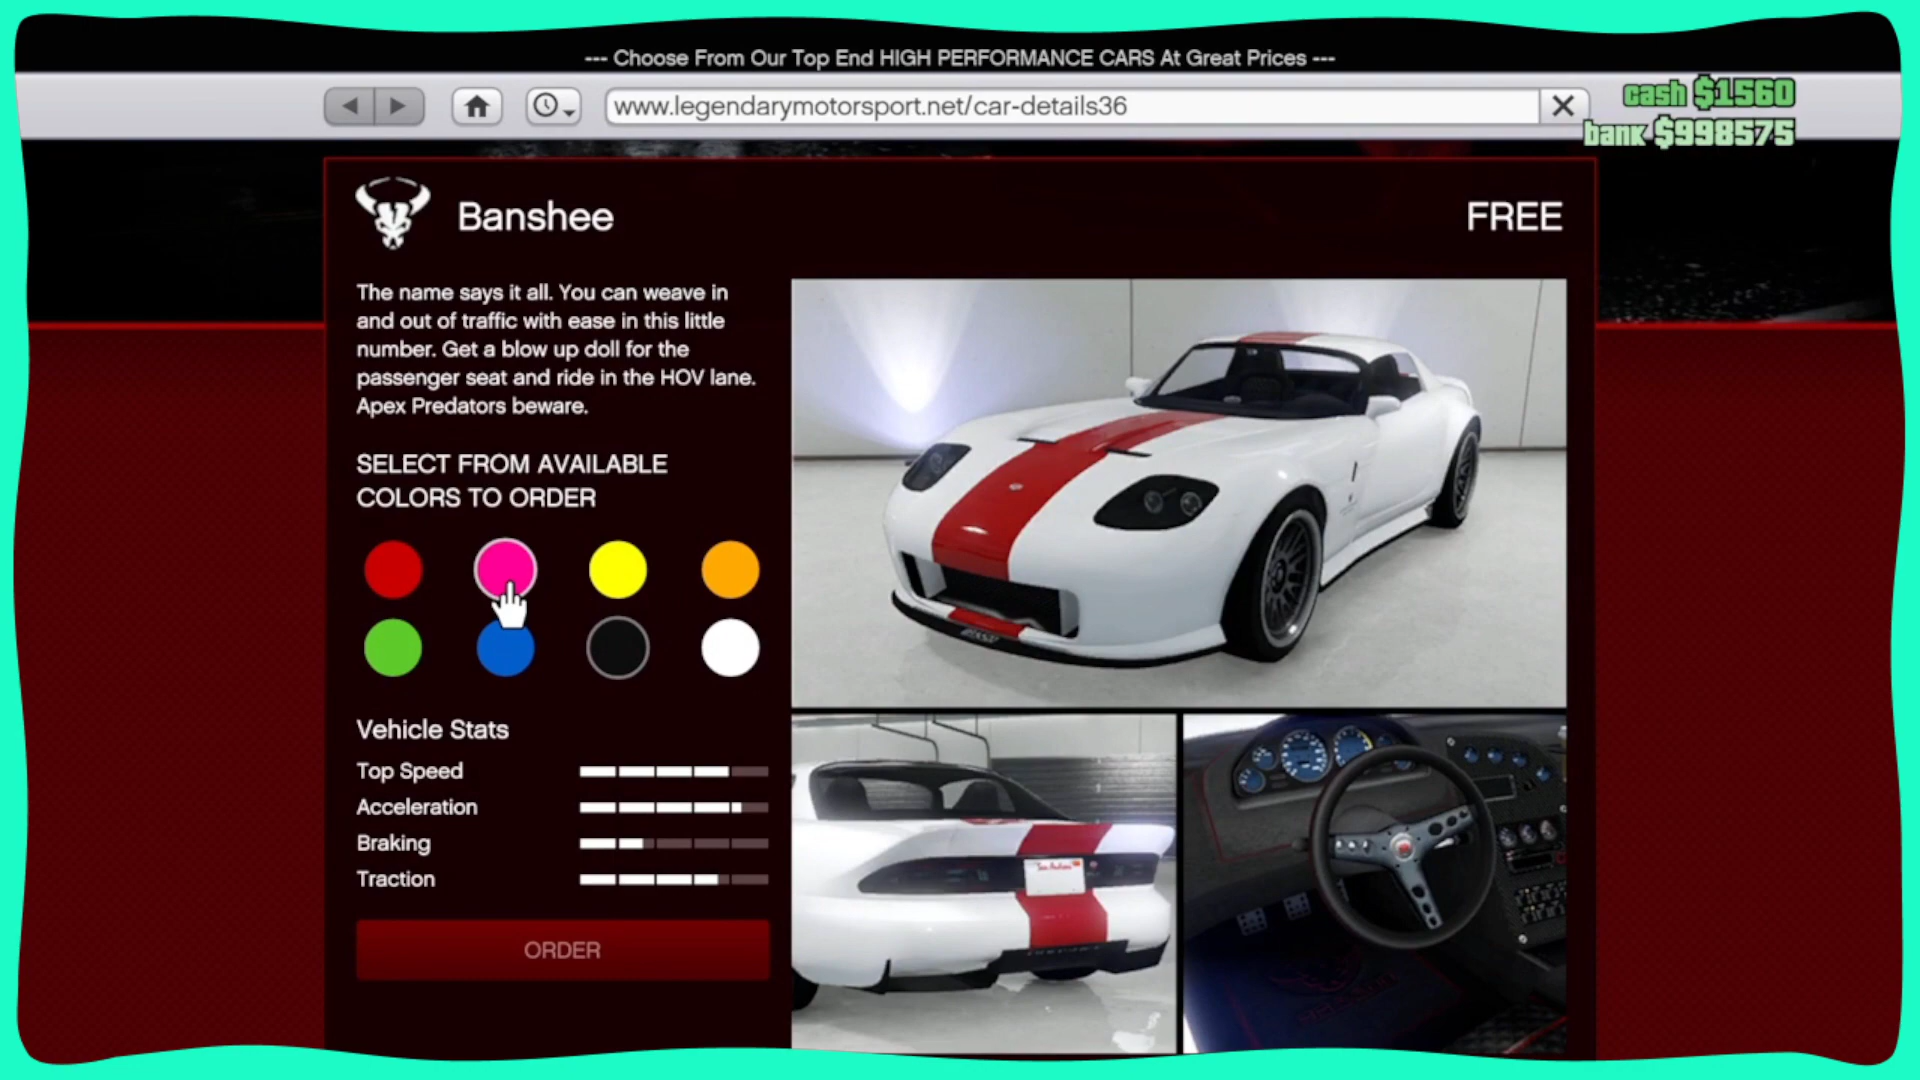 --- Choose From Our Top End HIGH PERFORMANCE CARS At Great Prices ---
www.legendarymotorsport.net/car-details36
cash $1560
bank $998575
Banshee
FREE
The name says it all. You can weave in
and out of traffic with ease in this little
number. Get a blow up doll for the
passenger seat and ride in the HOV lane.
Apex Predators beware.
SELECT FROM AVAILABLE
COLORS TO ORDER
Vehicle Stats
Top Speed
Acceleration
Braking
Traction
ORDER